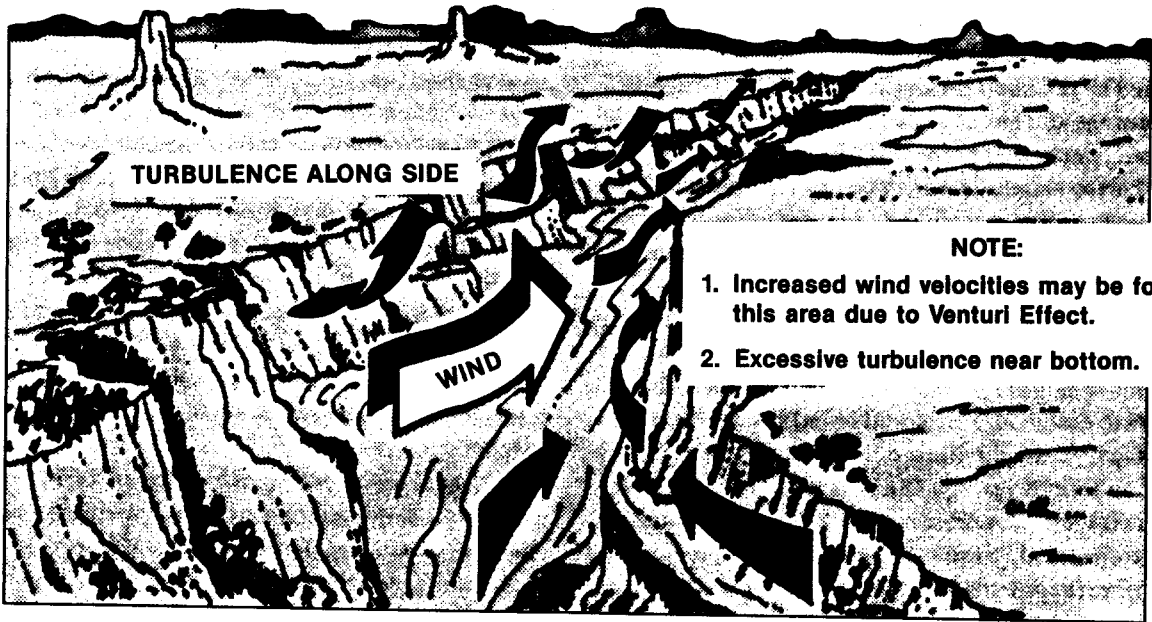 TURBULENCE ALONG SIDE
NOTE:
1. Increased wind velocities may be fo
this area due to Venturi Effect.
WIND
2. Excessive turbulence near bottom.